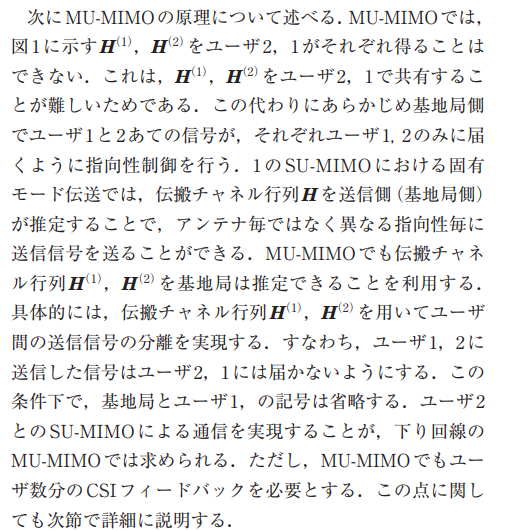 次にMU-MIMOの原理について述べる．MU-MIMOでは，
図1に示すH⁽¹⁾，H⁽²⁾をユーザ2，1がそれぞれ得ることは
できない．これは，H⁽¹⁾，H⁽²⁾をユーザ2，1で共有するこ
とが難しいためである．この代わりにあらかじめ基地局側
でユーザ1と2あての信号が，それぞれユーザ1, 2のみに届
くように指向性制御を行う．1のSU-MIMOにおける固有
モード伝送では，伝搬チャネル行列Hを送信側（基地局側）
が推定することで，アンテナ毎ではなく異なる指向性毎に
送信信号を送ることができる．MU-MIMOでも伝搬チャネ
ル行列H⁽¹⁾，H⁽²⁾を基地局は推定できることを利用する．
具体的には，伝搬チャネル行列H⁽¹⁾，H⁽²⁾を用いてユーザ
間の送信信号の分離を実現する．すなわち，ユーザ1，2に
送信した信号はユーザ2，1には届かないようにする．この
条件下で，基地局とユーザ1，の記号は省略する．ユーザ2
とのSU-MIMOによる通信を実現することが，下り回線の
MU-MIMOでは求められる．ただし，MU-MIMOでもユー
ザ数分のCSIフィードバックを必要とする．この点に関し
ても次節で詳細に説明する．